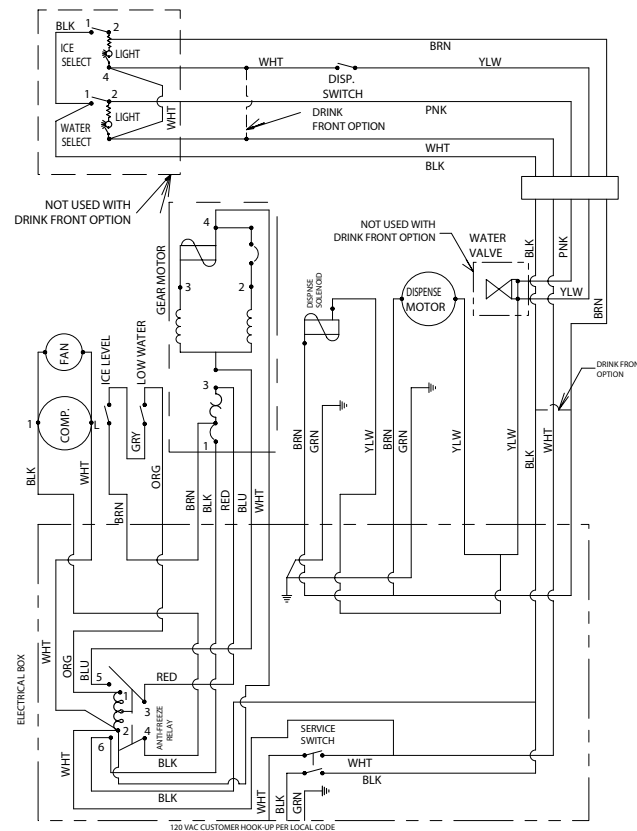 BLK 1 2
ICE
SELECT
LIGHT
4
BRN
WHT
DISP.
SWITCH
YLW
1 2
WATER
SELECT
LIGHT
WHT
DRINK
FRONT OPTION
PNK
WHT
BLK
NOT USED WITH
DRINK FRONT OPTION
GEAR MOTOR
4
3
2
3
1
NOT USED WITH
DRINK FRONT OPTION
WATER
VALVE
BLK
PNK
YLW
BRN
DISPNSE
SOLENOID
DISPENSE
MOTOR
FAN
COMP.
1
L
ICE LEVEL
LOW WATER
GRY
DRINK FRON
OPTION
BLK
WHT
BRN
ORG
BRN
BLK
RED
BLU
WHT
BRN
GRN
YLW
BRN
GRN
YLW
YLW
BLK
WHT
ELECTRICAL BOX
WHT
ORG
BLU
5
RED
1
3
2
4
6
ANTI-FREEZE
RELAY
BLK
WHT
BLK
SERVICE
SWITCH
WHT
BLK
WHT
BLK
GRN
120 VAC CUSTOMER HOOK-UP PER LOCAL CODE